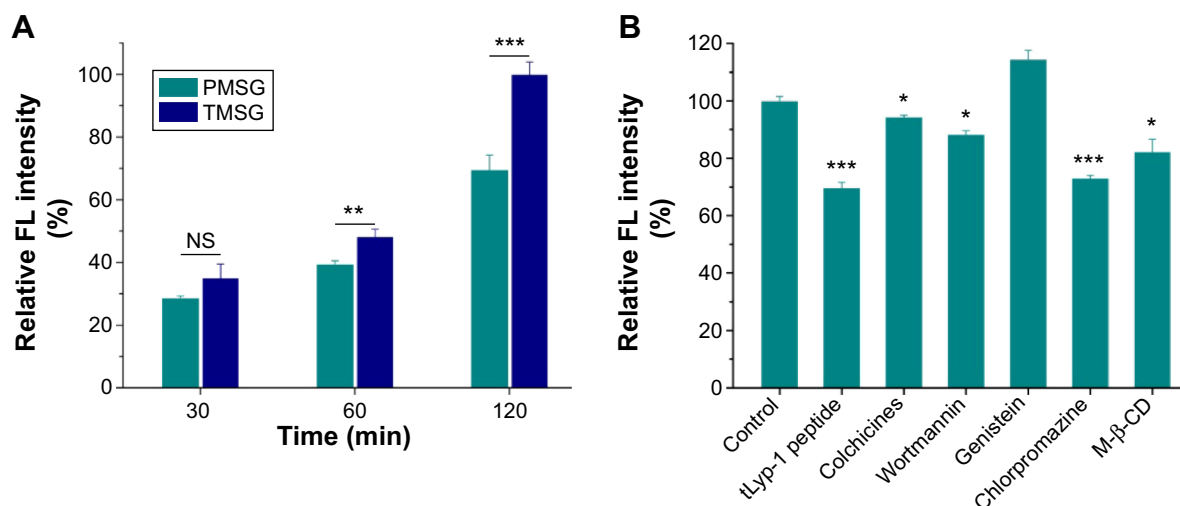 A
Relative FL intensity
(%)
100
80
60
40
20
0
PMSG
TMSG
NS
**
***
30
60
120
Time (min)
B
Relative FL intensity
(%)
120
100
80
60
40
20
0
***
*
*
***
*
Control
tLyp-1 peptide
Colchicines
Wortmannin
Genistein
Chlorpromazine
M-β-CD